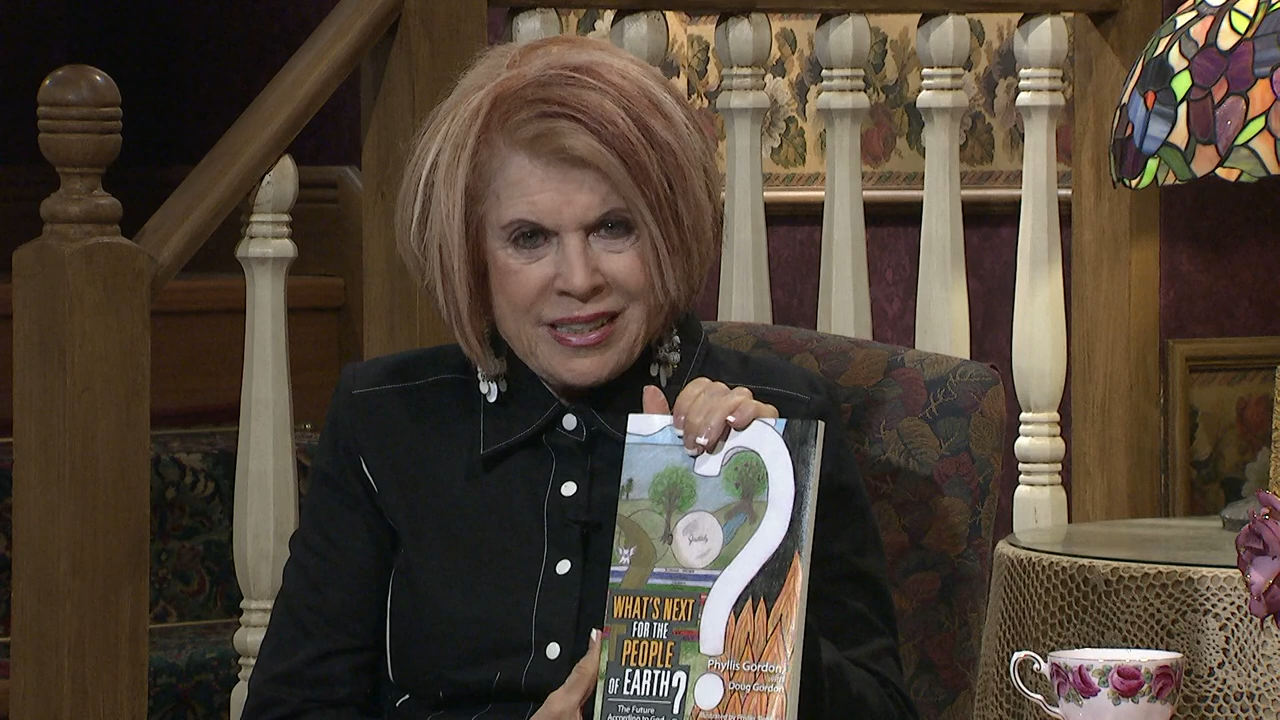 WHAT'S NEXT
FOR THE
PEOPLE
OF EARTH?
Phyllis Gordon
with
Doug Gordon
The Future
According to God